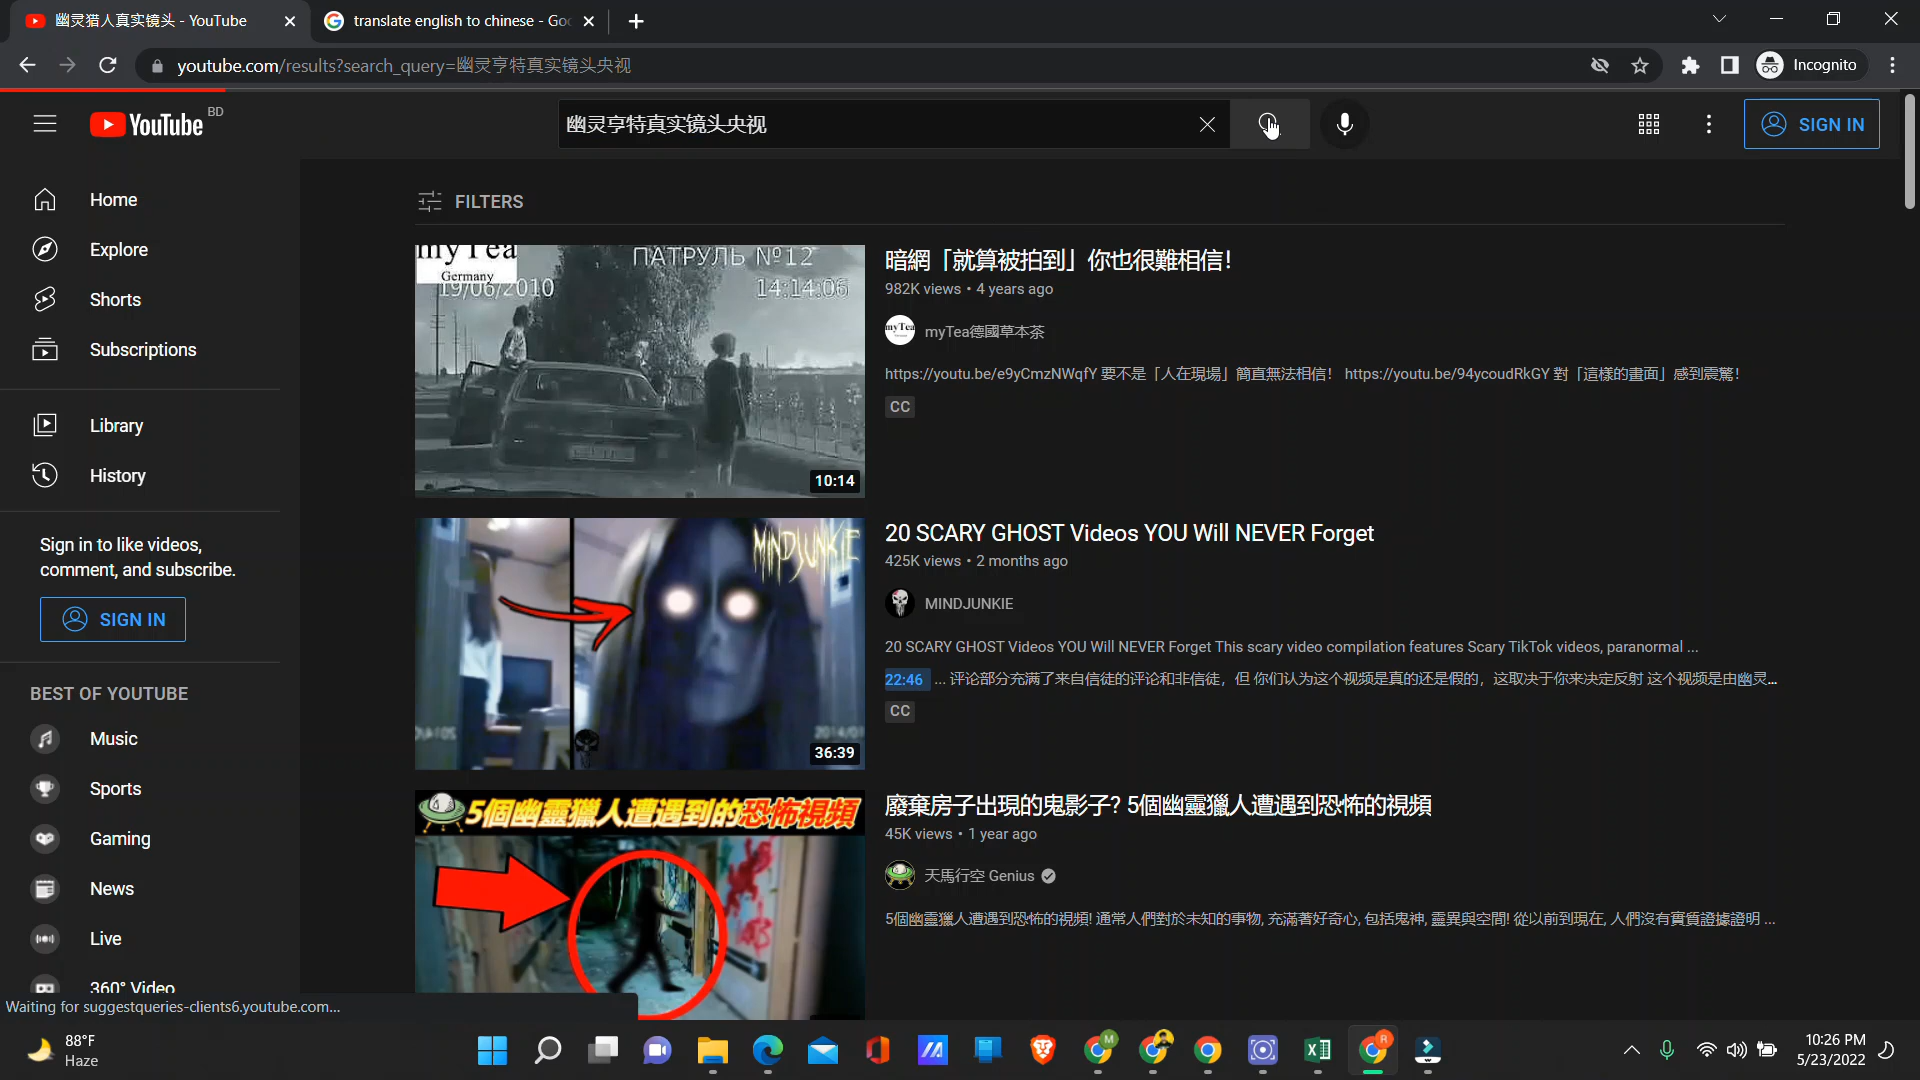 幽灵猎人真实镜头 - YouTube
translate english to chinese - Goo
youtube.com/results?search_query=幽灵亨特真实镜头央视
Incognito
YouTube BD
幽灵亨特真实镜头央视
SIGN IN
Home
Explore
Shorts
Subscriptions
Library
History
Sign in to like videos,
comment, and subscribe.
SIGN IN
BEST OF YOUTUBE
Music
Sports
Gaming
News
Live
360° Video
Waiting for suggestqueries-clients6.youtube.com...
FILTERS
myTea
Germany
ПАТРУЛЬ №12
19/06/2010
14:14:06
10:14
暗網「就算被拍到」你也很難相信！
982K views • 4 years ago
myTea
myTea德國草本茶
https://youtu.be/e9yCmzNWqfY 要不是「人在現場」簡直無法相信！ https://youtu.be/94ycoudRkGY 對「這樣的畫面」感到震驚！
CC
MINDJUNKIE
2014/01
36:39
20 SCARY GHOST Videos YOU Will NEVER Forget
425K views • 2 months ago
MINDJUNKIE
20 SCARY GHOST Videos YOU Will NEVER Forget This scary video compilation features Scary TikTok videos, paranormal ...
22:46 ... 评论部分充满了来自信徒的评论和非信徒，但 你们认为这个视频是真的还是假的，这取决于你来决定反射 这个视频是由幽灵...
CC
5個幽靈獵人遭遇到的恐怖視頻
廢棄房子出現的鬼影子? 5個幽靈獵人遭遇到恐怖的視頻
45K views • 1 year ago
天馬行空 Genius
5個幽靈獵人遭遇到恐怖的視頻! 通常人們對於未知的事物, 充滿著好奇心, 包括鬼神, 靈異與空間! 從以前到現在, 人們沒有實質證據證明 ...
88°F
Haze
M
R
10:26 PM
5/23/2022